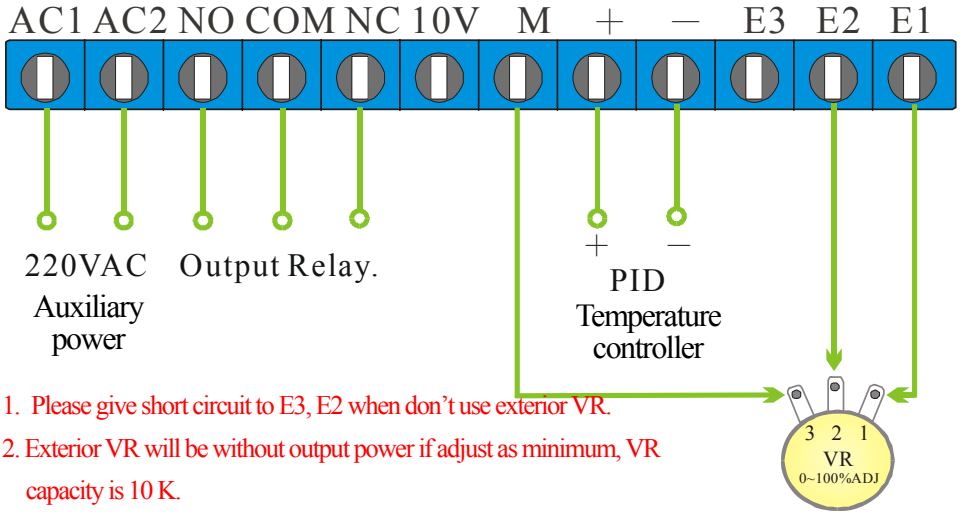 AC1 AC2 NO COM NC 10V M + — E3 E2 E1
220VAC Output Relay.
Auxiliary
power
+ —
PID
Temperature
controller
1. Please give short circuit to E3, E2 when don't use exterior VR.
2. Exterior VR will be without output power if adjust as minimum, VR
capacity is 10 K.
3 2 1
VR
0~100%ADJ